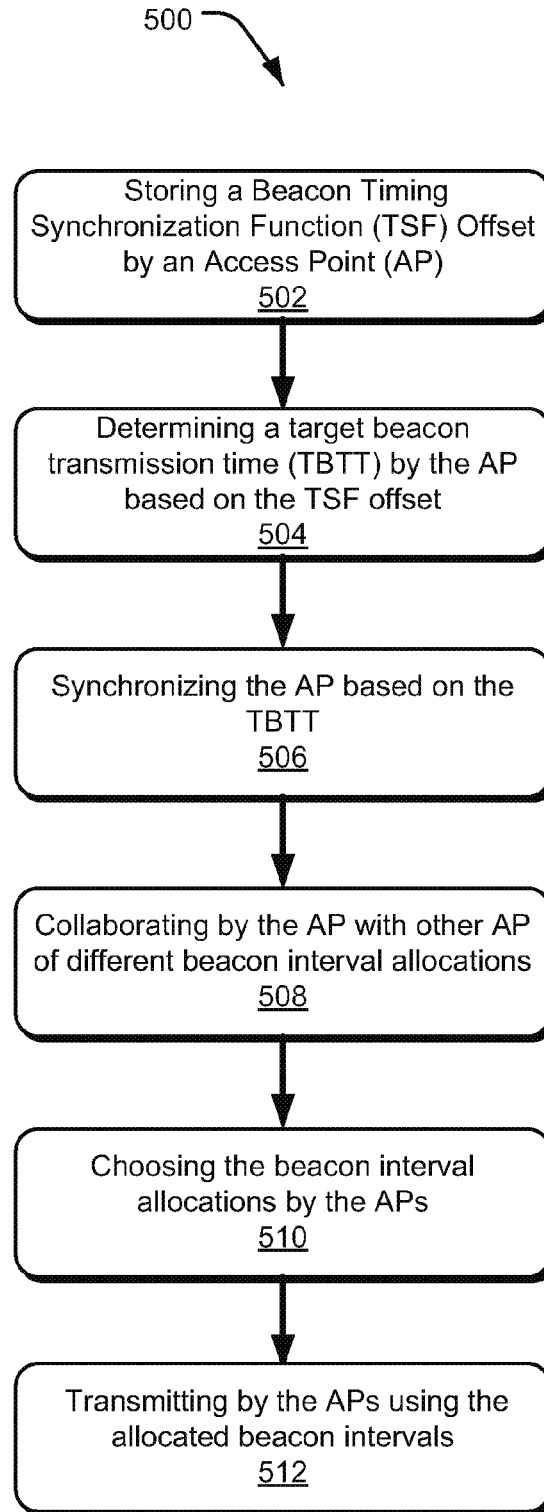 500
Storing a Beacon Timing
Synchronization Function (TSF) Offset
by an Access Point (AP)
502
Determining a target beacon
transmission time (TBTT) by the AP
based on the TSF offset
504
Synchronizing the AP based on the
TBTT
506
Collaborating by the AP with other AP
of different beacon interval allocations
508
Choosing the beacon interval
allocations by the APs
510
Transmitting by the APs using the
allocated beacon intervals
512